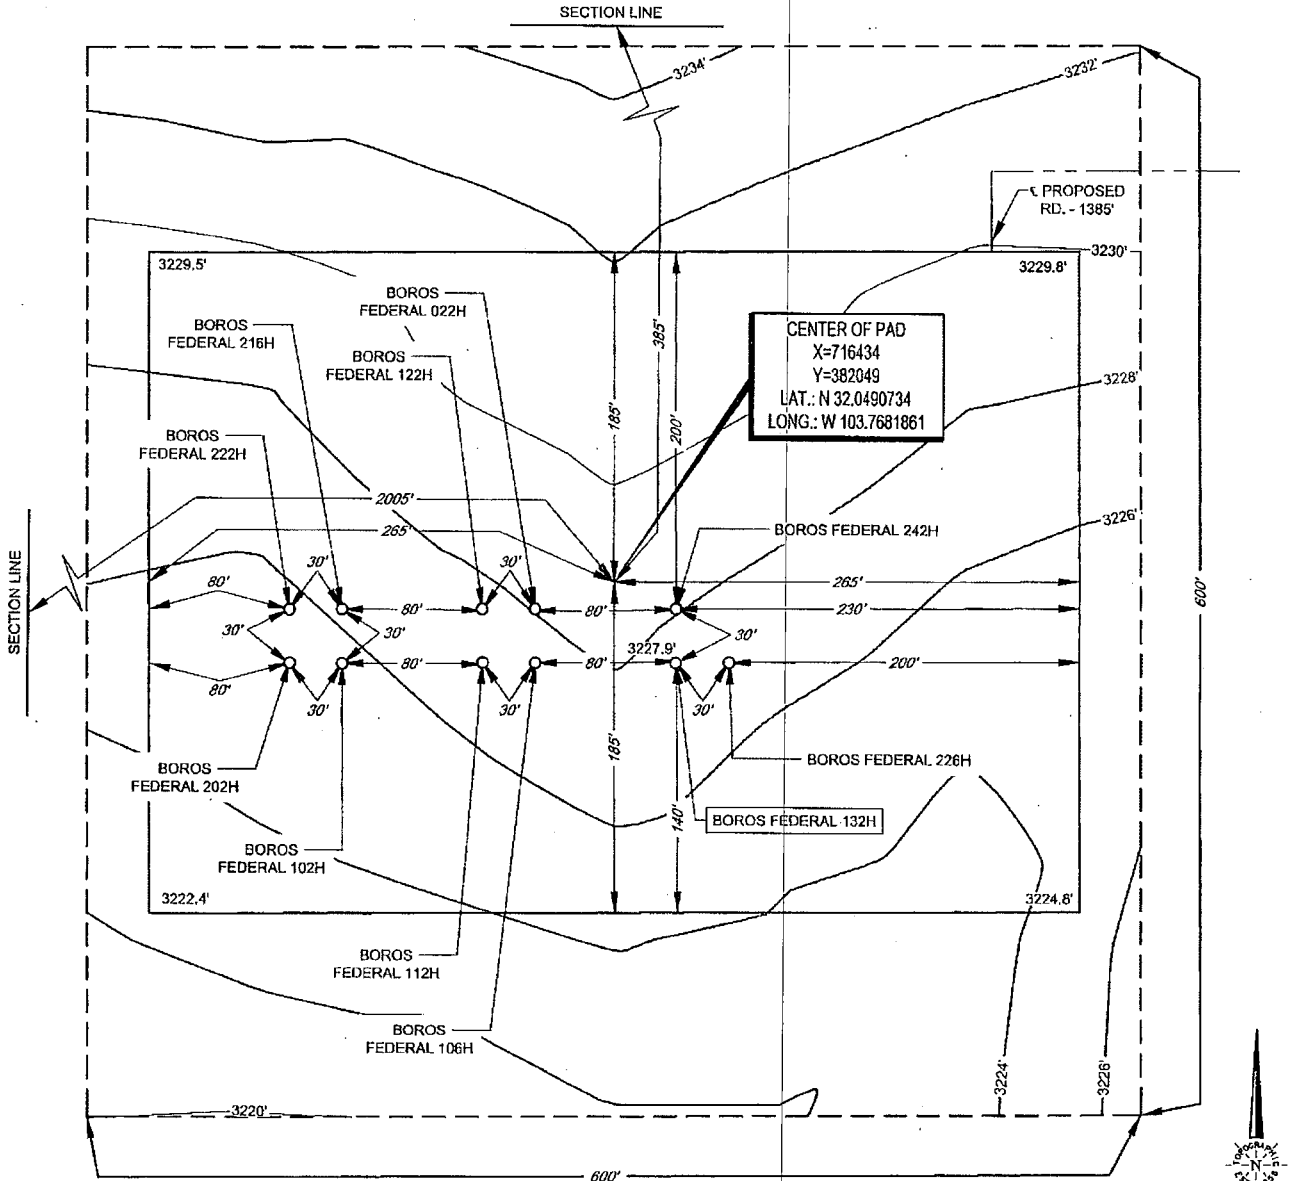 SECTION LINE
3234'
3232'
℄ PROPOSED
RD. - 1385'
3230'
3229.5'
3229.8'
BOROS
FEDERAL 022H
BOROS
FEDERAL 216H
BOROS
FEDERAL 122H
385'
CENTER OF PAD
X=716434
Y=382049
LAT.: N 32.0490734
LONG.: W 103.7681861
3228'
185'
200'
BOROS
FEDERAL 222H
2005'
265'
BOROS FEDERAL 242H
3226'
SECTION LINE
30'
30'
80'
265'
80'
80'
230'
600'
30'
30'
30'
3227.9'
80'
80'
80'
200'
30'
30'
30'
185'
BOROS
FEDERAL 202H
BOROS FEDERAL 226H
140'
BOROS FEDERAL 132H
BOROS
FEDERAL 102H
3222.4'
3224.8'
BOROS
FEDERAL 112H
BOROS
FEDERAL 106H
3224'
3226'
3220'
600'
TOPOGRAPHIC
N